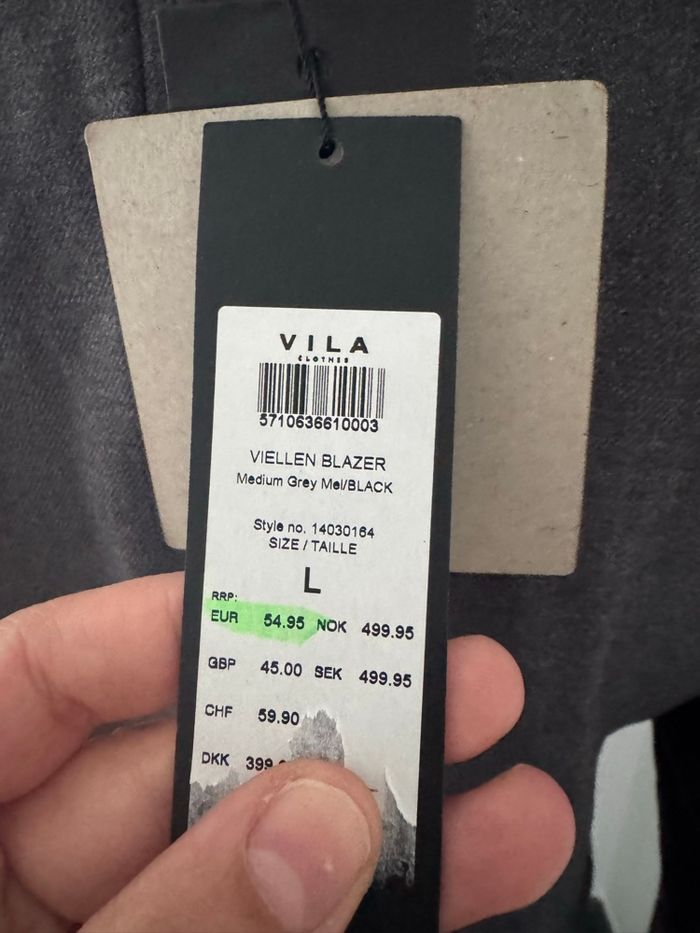 VILA
CLOTHES
5710636610003
VIELLEN BLAZER
Medium Grey Mel/BLACK
Style no. 14030164
SIZE / TAILLE
L
RRP:
EUR 54.95 NOK 499.95
GBP 45.00 SEK 499.95
CHF 59.90
DKK